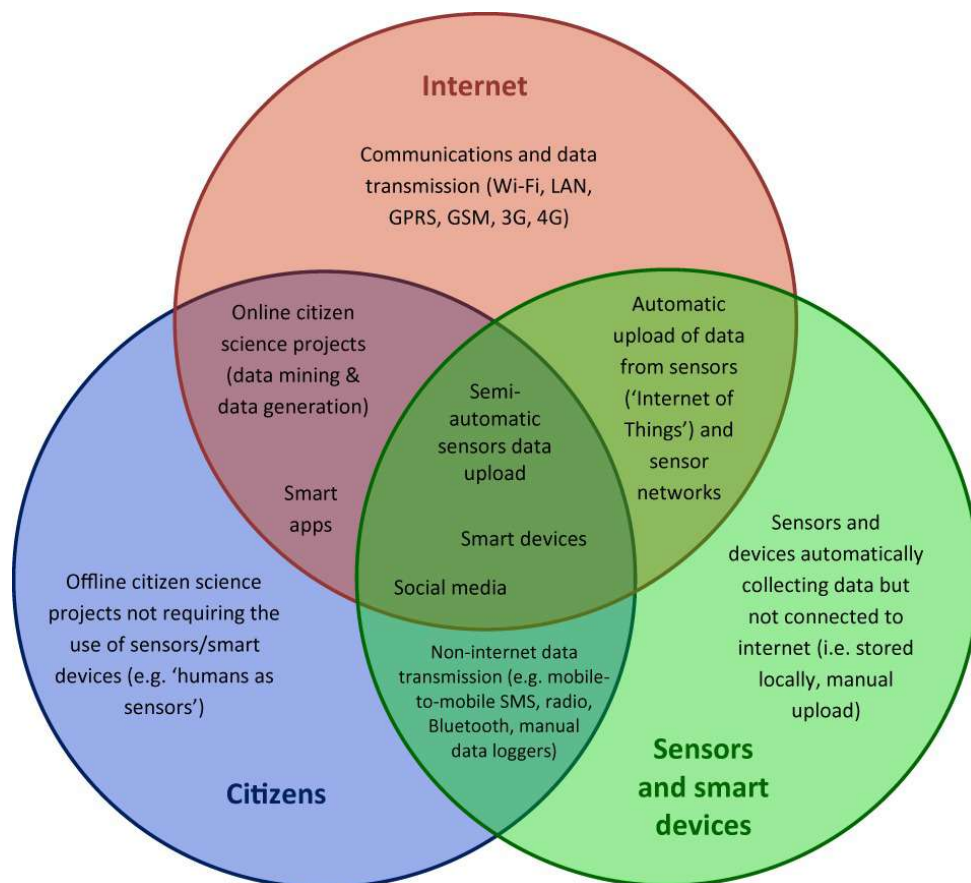 Internet
Communications and data
transmission (Wi-Fi, LAN,
GPRS, GSM, 3G, 4G)
Online citizen
science projects
(data mining &
data generation)
Smart
apps
Semi-
automatic
sensors data
upload
Smart devices
Social media
Automatic
upload of data
from sensors
(‘Internet of
Things’) and
sensor
networks
Offline citizen science
projects not requiring the
use of sensors/smart
devices (e.g. ‘humans as
sensors’)
Non-internet data
transmission (e.g. mobile-
to-mobile SMS, radio,
Bluetooth, manual
data loggers)
Sensors and
devices automatically
collecting data but
not connected to
internet (i.e. stored
locally, manual
upload)
Citizens
Sensors
and smart
devices